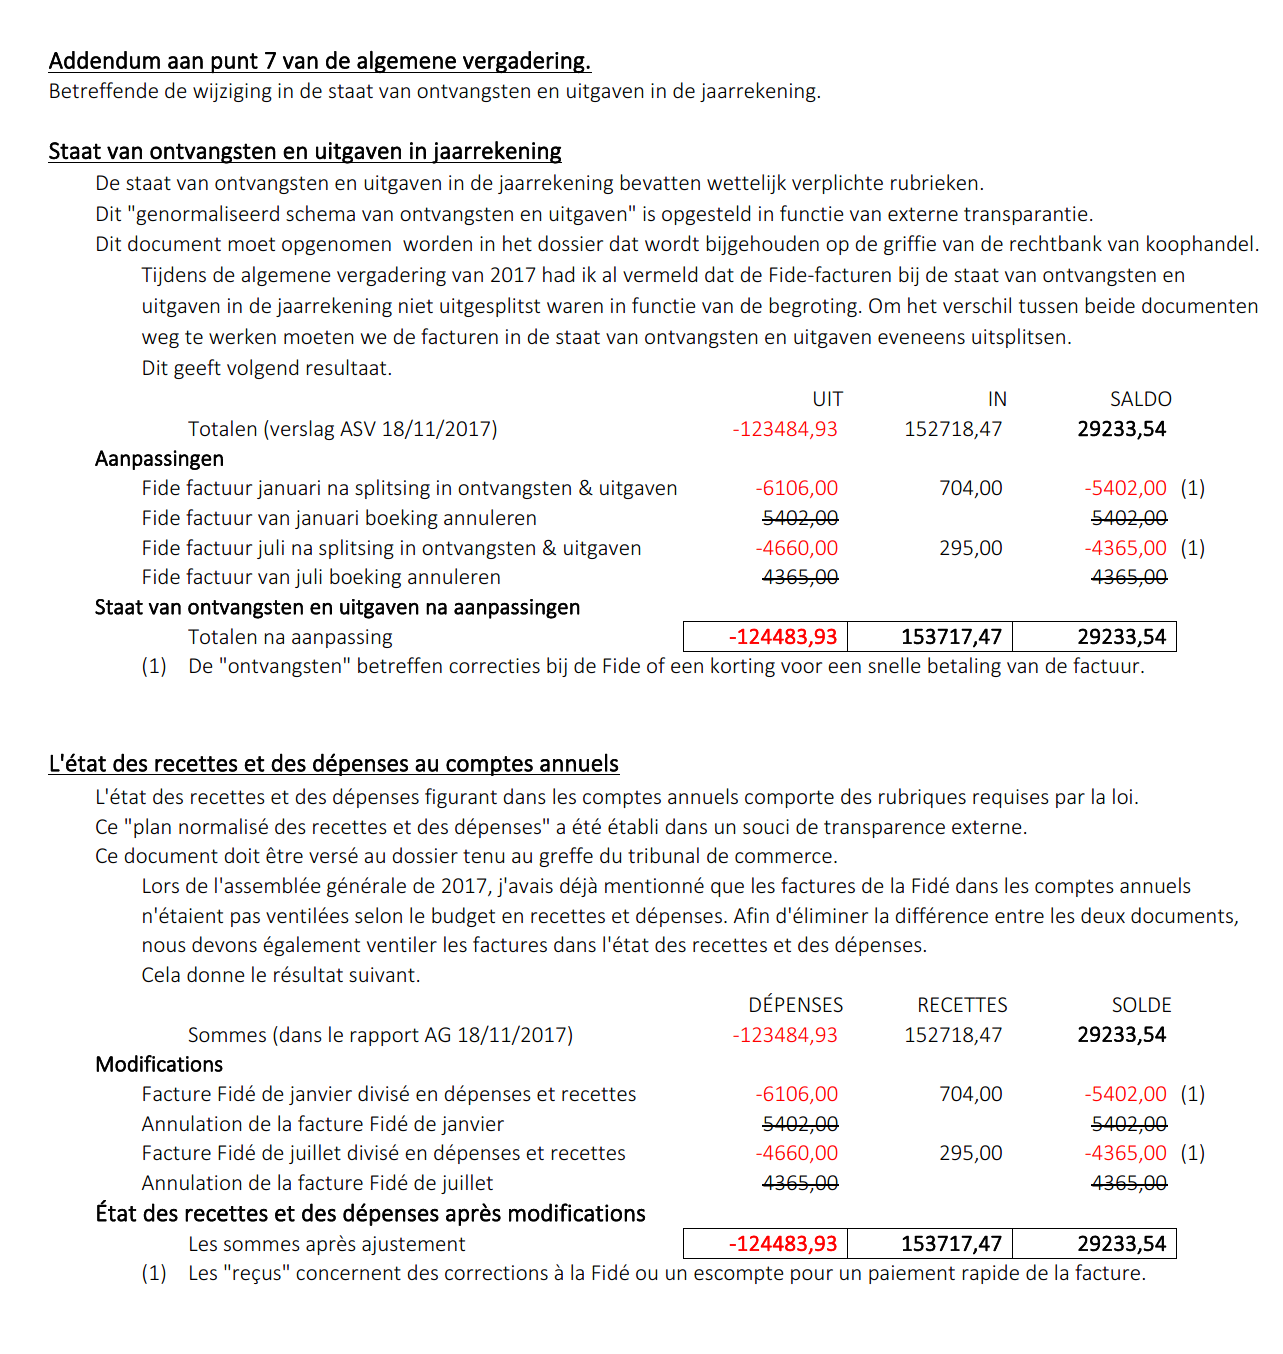 Addendum aan punt 7 van de algemene vergadering.
Betreffende de wijziging in de staat van ontvangsten en uitgaven in de jaarrekening.
Staat van ontvangsten en uitgaven in jaarrekening
De staat van ontvangsten en uitgaven in de jaarrekening bevatten wettelijk verplichte rubrieken.
Dit "genormaliseerd schema van ontvangsten en uitgaven" is opgesteld in functie van externe transparantie.
Dit document moet opgenomen  worden in het dossier dat wordt bijgehouden op de griffie van de rechtbank van koophandel.
Tijdens de algemene vergadering van 2017 had ik al vermeld dat de Fide-facturen bij de staat van ontvangsten en
uitgaven in de jaarrekening niet uitgesplitst waren in functie van de begroting. Om het verschil tussen beide documenten
weg te werken moeten we de facturen in de staat van ontvangsten en uitgaven eveneens uitsplitsen.
Dit geeft volgend resultaat.
UIT IN SALDO
Totalen (verslag ASV 18/11/2017) -123484,93 152718,47 29233,54
Aanpassingen
Fide factuur januari na splitsing in ontvangsten & uitgaven -6106,00 704,00 -5402,00 (1)
Fide factuur van januari boeking annuleren 5402,00 5402,00
Fide factuur juli na splitsing in ontvangsten & uitgaven -4660,00 295,00 -4365,00 (1)
Fide factuur van juli boeking annuleren 4365,00 4365,00
Staat van ontvangsten en uitgaven na aanpassingen
Totalen na aanpassing -124483,93 153717,47 29233,54
(1) De "ontvangsten" betreffen correcties bij de Fide of een korting voor een snelle betaling van de factuur.
L'état des recettes et des dépenses au comptes annuels
L'état des recettes et des dépenses figurant dans les comptes annuels comporte des rubriques requises par la loi.
Ce "plan normalisé des recettes et des dépenses" a été établi dans un souci de transparence externe.
Ce document doit être versé au dossier tenu au greffe du tribunal de commerce.
Lors de l'assemblée générale de 2017, j'avais déjà mentionné que les factures de la Fidé dans les comptes annuels
n'étaient pas ventilées selon le budget en recettes et dépenses. Afin d'éliminer la différence entre les deux documents,
nous devons également ventiler les factures dans l'état des recettes et des dépenses.
Cela donne le résultat suivant.
DÉPENSES RECETTES SOLDE
Sommes (dans le rapport AG 18/11/2017) -123484,93 152718,47 29233,54
Modifications
Facture Fidé de janvier divisé en dépenses et recettes -6106,00 704,00 -5402,00 (1)
Annulation de la facture Fidé de janvier 5402,00 5402,00
Facture Fidé de juillet divisé en dépenses et recettes -4660,00 295,00 -4365,00 (1)
Annulation de la facture Fidé de juillet 4365,00 4365,00
État des recettes et des dépenses après modifications
Les sommes après ajustement -124483,93 153717,47 29233,54
(1) Les "reçus" concernent des corrections à la Fidé ou un escompte pour un paiement rapide de la facture.